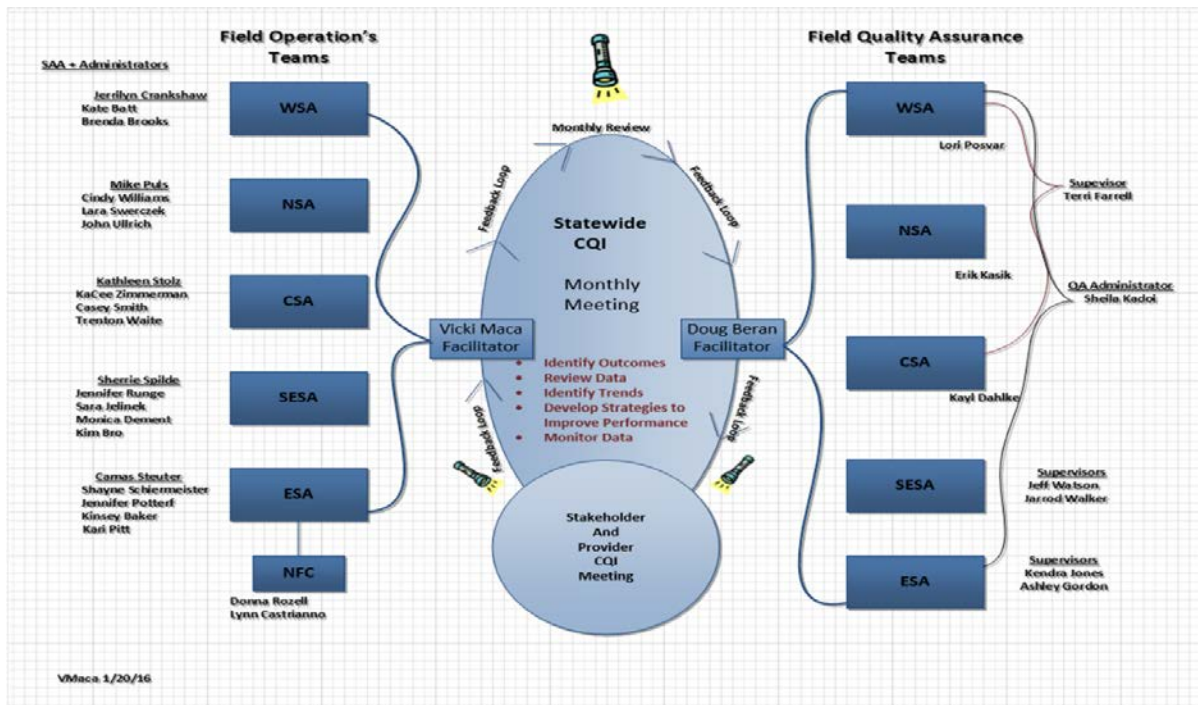 Field Operation's
Teams
SAA + Administrators
Jerrilyn Crankshaw
Kate Batt
Brenda Brooks
WSA
Mike Puls
Cindy Williams
Lara Swerczek
John Ullrich
NSA
Kathleen Stolz
KaCee Zimmerman
Casey Smith
Trenton Waite
CSA
Sherrie Spilde
Jennifer Runge
Sara Jelinek
Monica Dement
Kim Bro
SESA
Camas Steuter
Shayne Schiermeister
Jennifer Potterf
Kinsey Baker
Kari Pitt
ESA
NFC
Donna Rozell
Lynn Castrianno
VMaca 1/20/16
Monthly Review
Feedback Loop
Feedback Loop
Statewide
CQI
Monthly
Meeting
Vicki Maca
Facilitator
Doug Beran
Facilitator
• Identify Outcomes
• Review Data
• Identify Trends
• Develop Strategies to
Improve Performance
• Monitor Data
Feedback Loop
Feedback Loop
Stakeholder
And
Provider
CQI
Meeting
Field Quality Assurance
Teams
WSA
Lori Posvar
Supervisor
Terri Farrell
NSA
Erik Kasik
QA Administrator
Sheila Kadoi
CSA
Kayl Dahlke
SESA
Supervisors
Jeff Watson
Jarrod Walker
ESA
Supervisors
Kendra Jones
Ashley Gordon